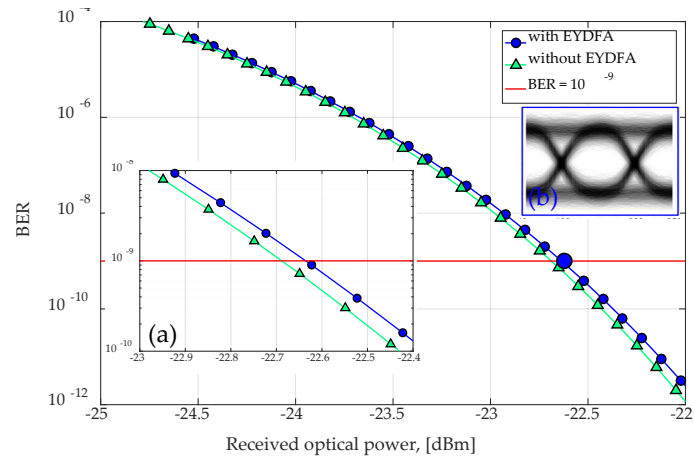 10^-4
with EYDFA
without EYDFA
BER = 10^-9
10^-6
(b)
10^-8
10^-8
BER
10^-9
10^-10
(a)
10^-10
-23 -22.9 -22.8 -22.7 -22.6 -22.5 -22.4
10^-12
-25 -24.5 -24 -23.5 -23 -22.5 -22
Received optical power, [dBm]